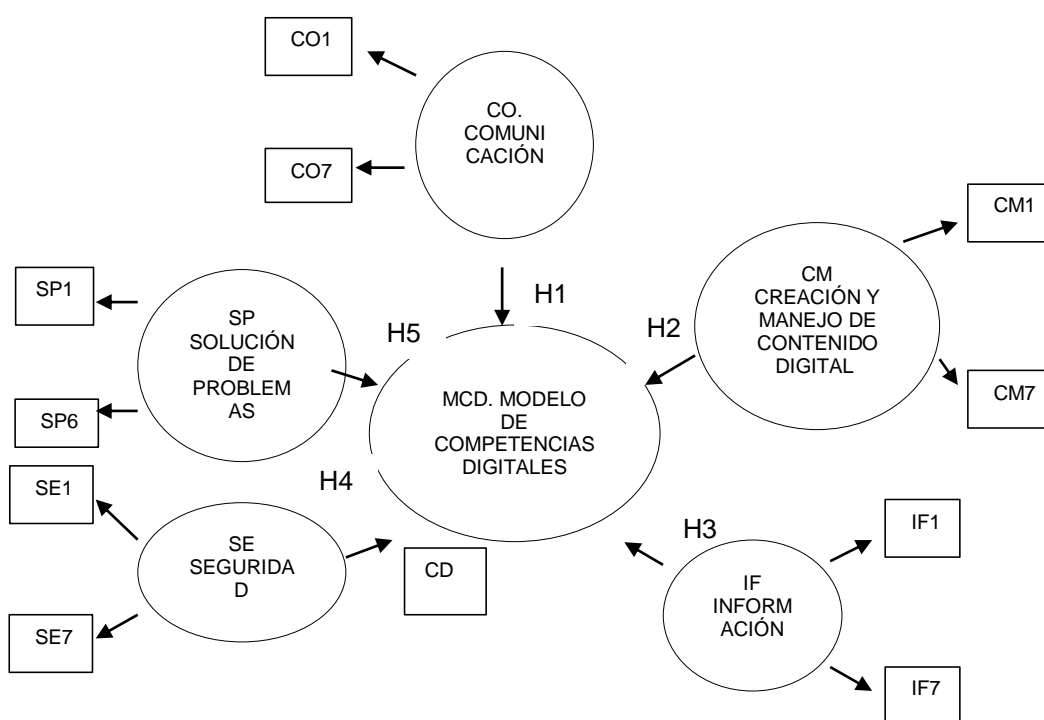 CO1
CO.
COMUNI
CACIÓN
CO7
CM1
SP1
SP
SOLUCIÓN
DE
PROBLEM
AS
H5
H1
H2
CM
CREACIÓN Y
MANEJO DE
CONTENIDO
DIGITAL
CM7
SP6
MCD. MODELO
DE
COMPETENCIAS
DIGITALES
SE1
H4
SE
SEGURIDA
D
CD
H3
IF1
IF
INFORM
ACIÓN
SE7
IF7